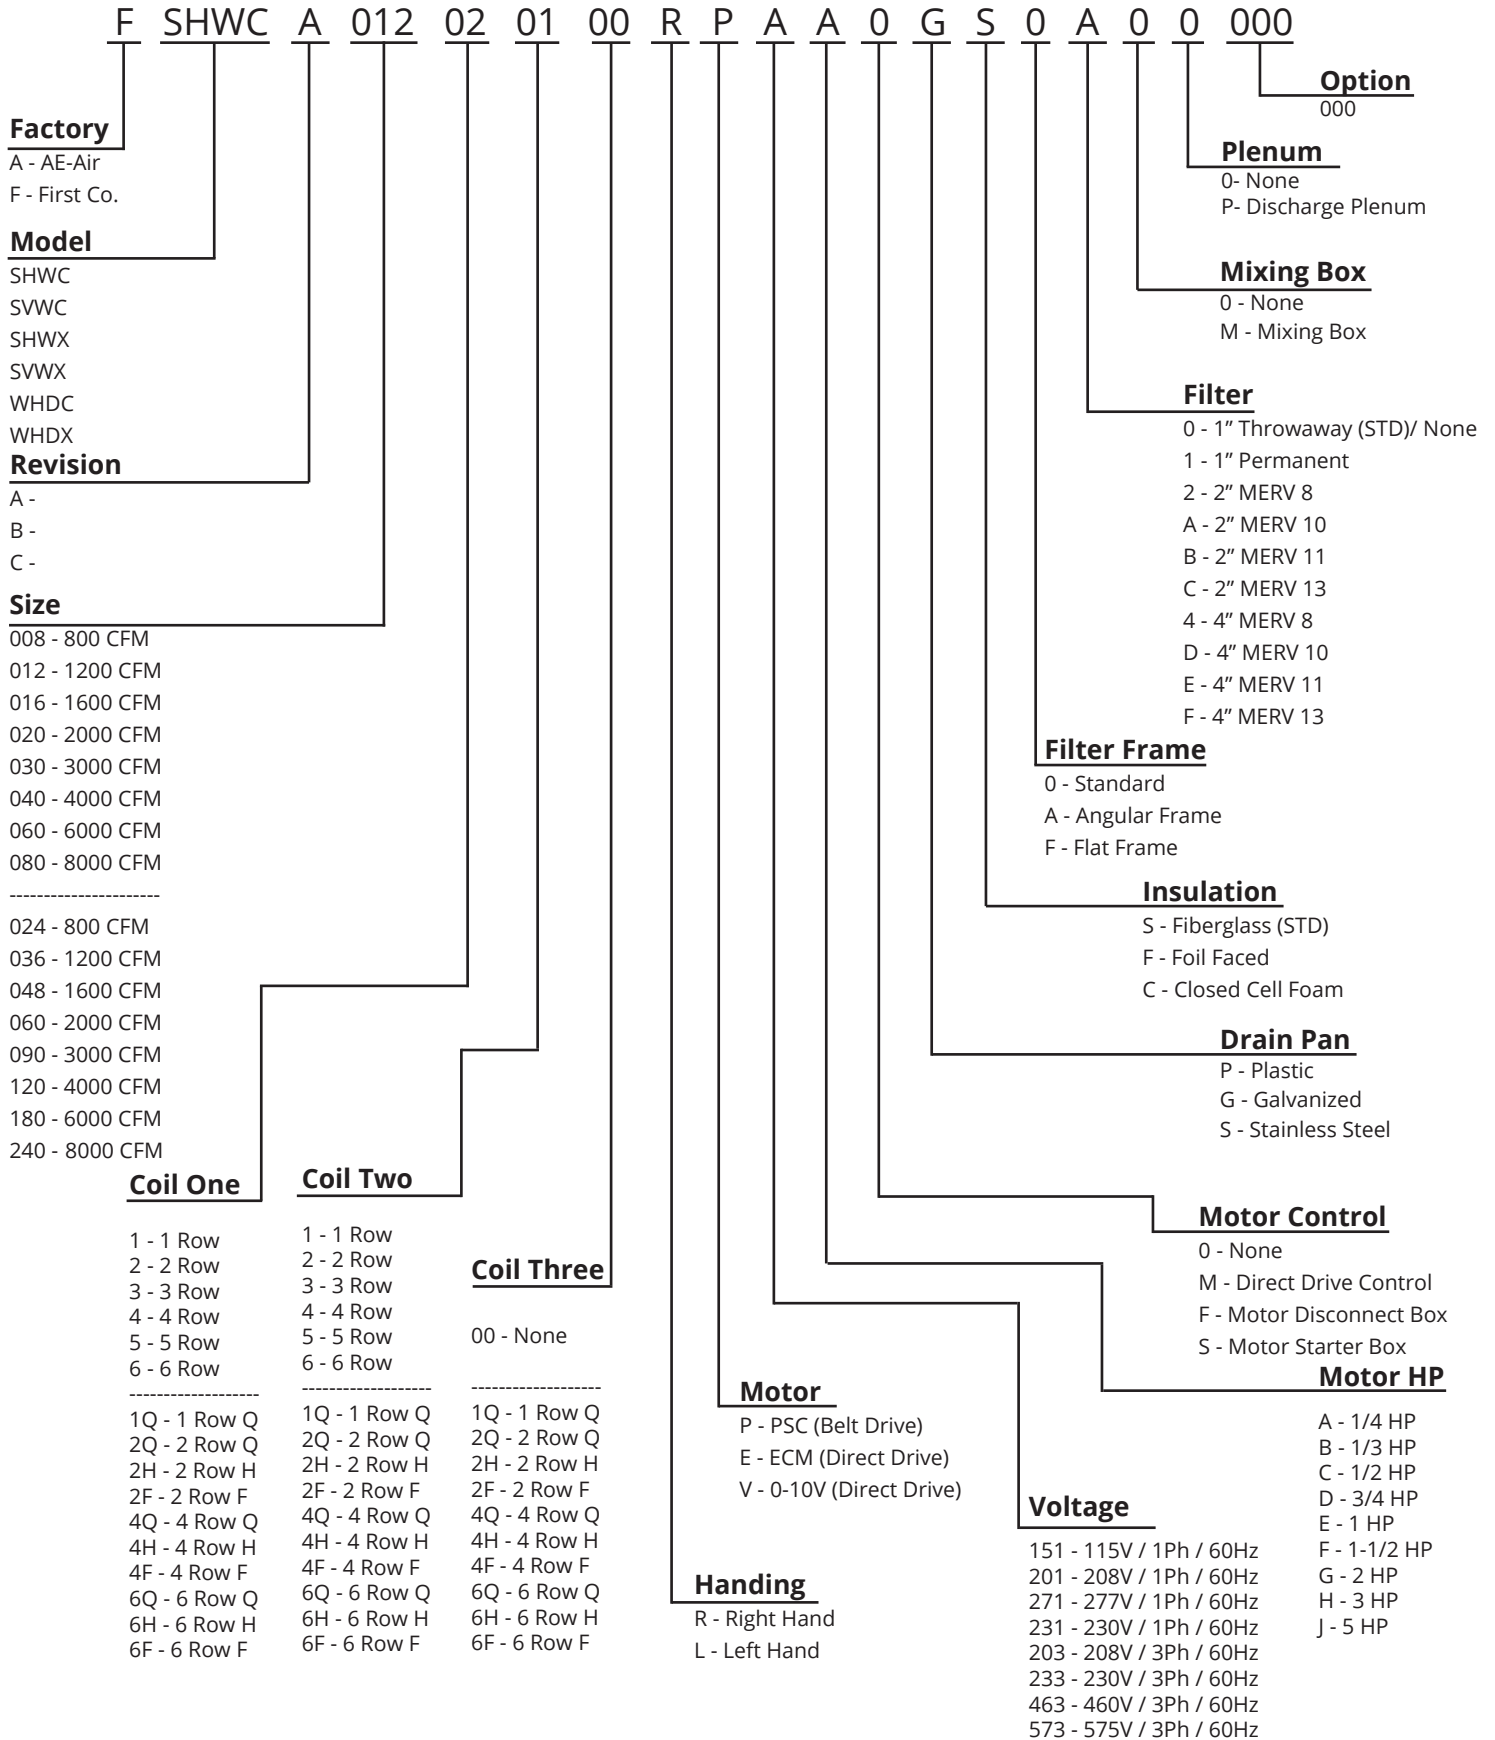 F SHWC A 012 02 01 00 R P A A 0 G S 0 A 0 0 000
Option
000
Factory
A - AE-Air
F - First Co.
Plenum
0- None
P- Discharge Plenum
Model
SHWC
SVWC
SHWX
SVWX
WHDC
WHDX
Mixing Box
0 - None
M - Mixing Box
Revision
A -
B -
C -
Filter
0 - 1” Throwaway (STD)/ None
1 - 1” Permanent
2 - 2” MERV 8
A - 2” MERV 10
B - 2” MERV 11
C - 2” MERV 13
4 - 4” MERV 8
D - 4” MERV 10
E - 4” MERV 11
F - 4” MERV 13
Size
008 - 800 CFM
012 - 1200 CFM
016 - 1600 CFM
020 - 2000 CFM
030 - 3000 CFM
040 - 4000 CFM
060 - 6000 CFM
080 - 8000 CFM
----------------------
024 - 800 CFM
036 - 1200 CFM
048 - 1600 CFM
060 - 2000 CFM
090 - 3000 CFM
120 - 4000 CFM
180 - 6000 CFM
240 - 8000 CFM
Filter Frame
0 - Standard
A - Angular Frame
F - Flat Frame
Insulation
S - Fiberglass (STD)
F - Foil Faced
C - Closed Cell Foam
Drain Pan
P - Plastic
G - Galvanized
S - Stainless Steel
Coil One
1 - 1 Row
2 - 2 Row
3 - 3 Row
4 - 4 Row
5 - 5 Row
6 - 6 Row
-------------------
1Q - 1 Row Q
2Q - 2 Row Q
2H - 2 Row H
2F - 2 Row F
4Q - 4 Row Q
4H - 4 Row H
4F - 4 Row F
6Q - 6 Row Q
6H - 6 Row H
6F - 6 Row F
Coil Two
1 - 1 Row
2 - 2 Row
3 - 3 Row
4 - 4 Row
5 - 5 Row
6 - 6 Row
-------------------
1Q - 1 Row Q
2Q - 2 Row Q
2H - 2 Row H
2F - 2 Row F
4Q - 4 Row Q
4H - 4 Row H
4F - 4 Row F
6Q - 6 Row Q
6H - 6 Row H
6F - 6 Row F
Coil Three
00 - None
-------------------
1Q - 1 Row Q
2Q - 2 Row Q
2H - 2 Row H
2F - 2 Row F
4Q - 4 Row Q
4H - 4 Row H
4F - 4 Row F
6Q - 6 Row Q
6H - 6 Row H
6F - 6 Row F
Handing
R - Right Hand
L - Left Hand
Motor
P - PSC (Belt Drive)
E - ECM (Direct Drive)
V - 0-10V (Direct Drive)
Voltage
151 - 115V / 1Ph / 60Hz
201 - 208V / 1Ph / 60Hz
271 - 277V / 1Ph / 60Hz
231 - 230V / 1Ph / 60Hz
203 - 208V / 3Ph / 60Hz
233 - 230V / 3Ph / 60Hz
463 - 460V / 3Ph / 60Hz
573 - 575V / 3Ph / 60Hz
Motor Control
0 - None
M - Direct Drive Control
F - Motor Disconnect Box
S - Motor Starter Box
Motor HP
A - 1/4 HP
B - 1/3 HP
C - 1/2 HP
D - 3/4 HP
E - 1 HP
F - 1-1/2 HP
G - 2 HP
H - 3 HP
J - 5 HP